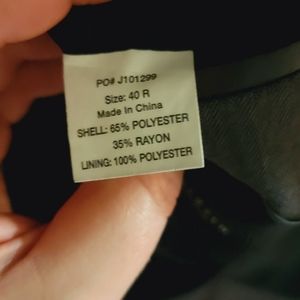 PO# J101299
Size: 40 R
Made In China
SHELL: 65% POLYESTER
35% RAYON
LINING: 100% POLYESTER